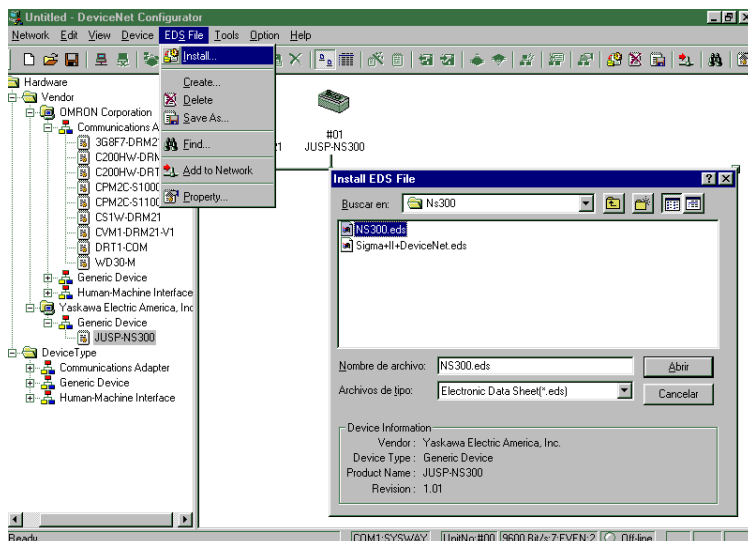 Untitled - DeviceNet Configurator
Network Edit View Device EDS File Tools Option Help
Install...
Create...
Delete
Save As...
Find...
Add to Network
Property...
Hardware
Vendor
OMRON Corporation
Communications A
3G8F7-DRM2
C200HW-DRN
C200HW-DRT
CPM2C-S100
CPM2C-S110
CS1W-DRM21
CVM1-DRM21-V1
DRT1-COM
WD30-M
Generic Device
Human-Machine Interface
Yaskawa Electric America, Inc
Generic Device
JUSP-NS300
DeviceType
Communications Adapter
Generic Device
Human-Machine Interface
#01
21 JUSP-NS300
Install EDS File
Buscar en: Ns300
NS300.eds
Sigma+II+DeviceNet.eds
Nombre de archivo: NS300.eds Abrir
Archivos de tipo: Electronic Data Sheet(*.eds) Cancelar
Device Information
Vendor : Yaskawa Electric America, Inc.
Device Type : Generic Device
Product Name : JUSP-NS300
Revision : 1.01
Ready COM1:SYSWAY UnitNo:#00 9600 Bit/s;7;EVEN;2 Off-line